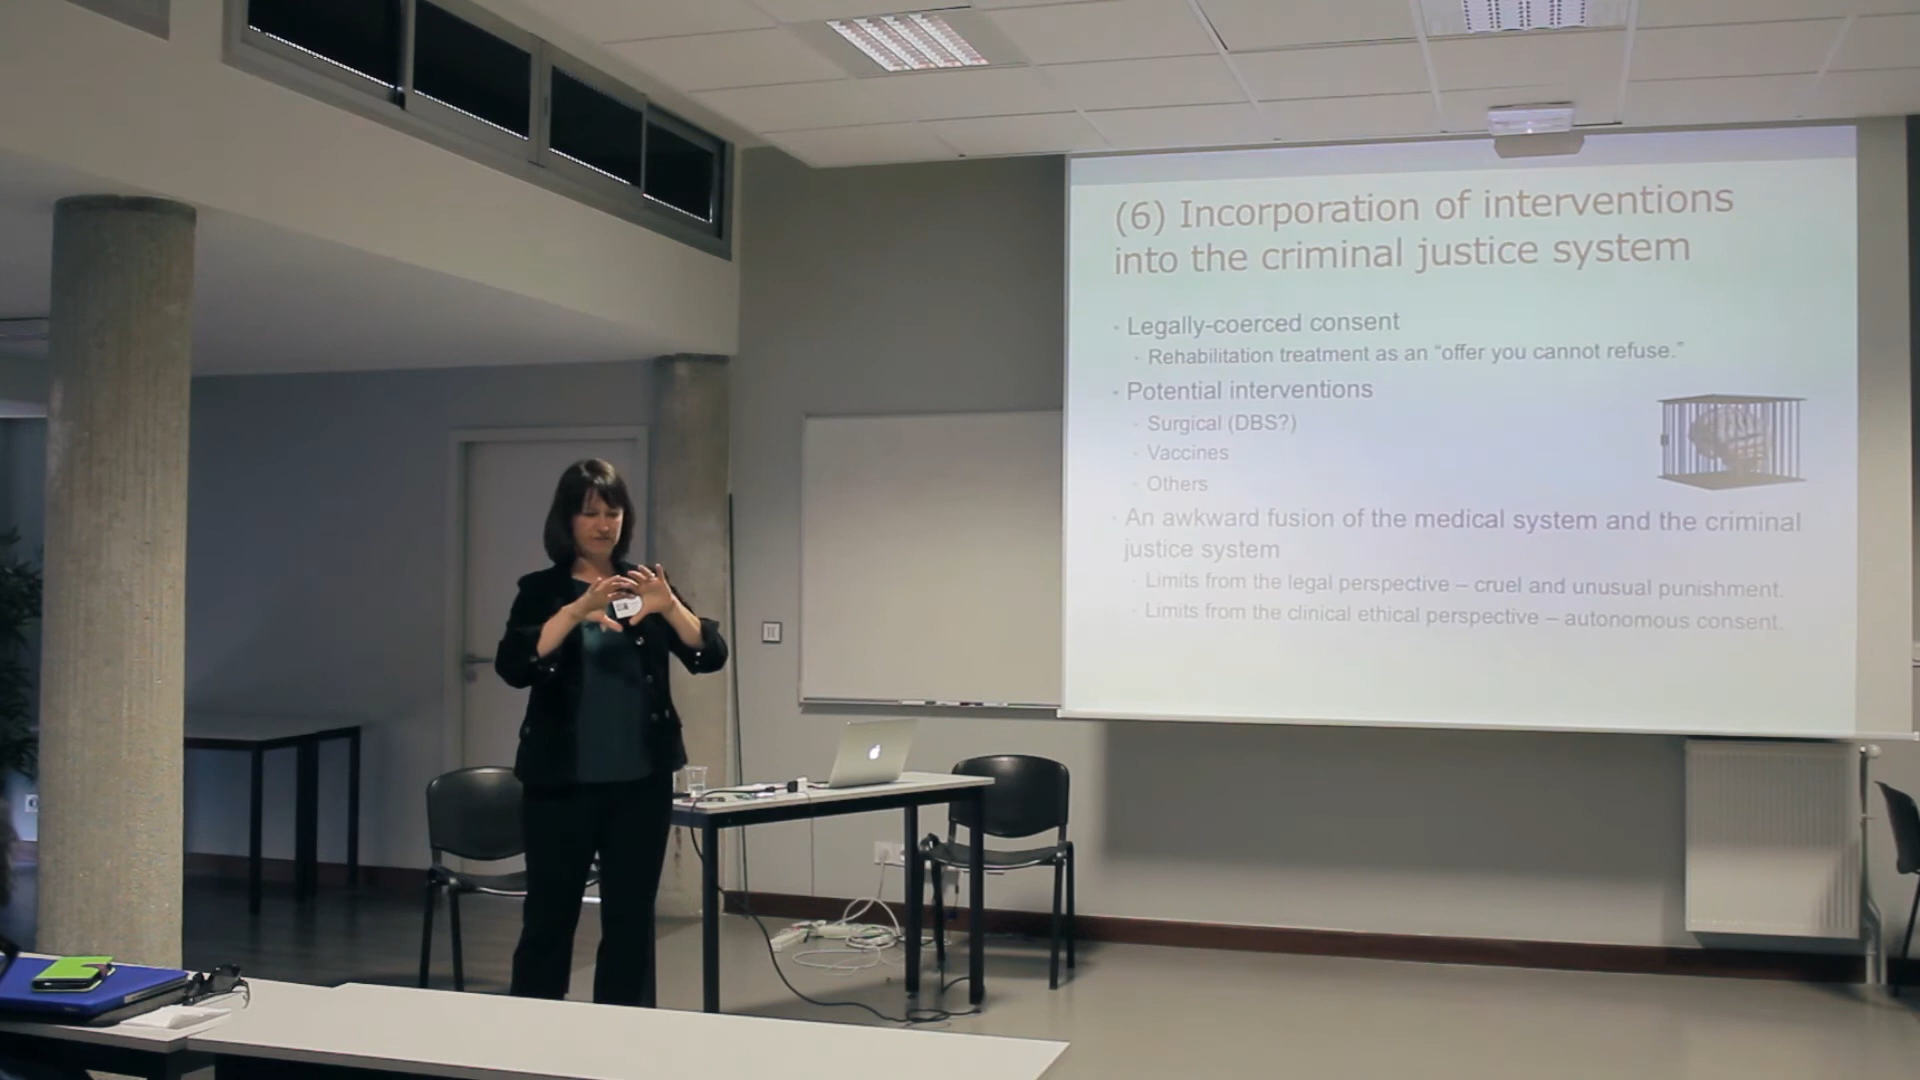 (6) Incorporation of interventions
into the criminal justice system
· Legally-coerced consent
· Rehabilitation treatment as an “offer you cannot refuse.”
· Potential interventions
· Surgical (DBS?)
· Vaccines
· Others
· An awkward fusion of the medical system and the criminal
justice system
· Limits from the legal perspective – cruel and unusual punishment.
· Limits from the clinical ethical perspective – autonomous consent.